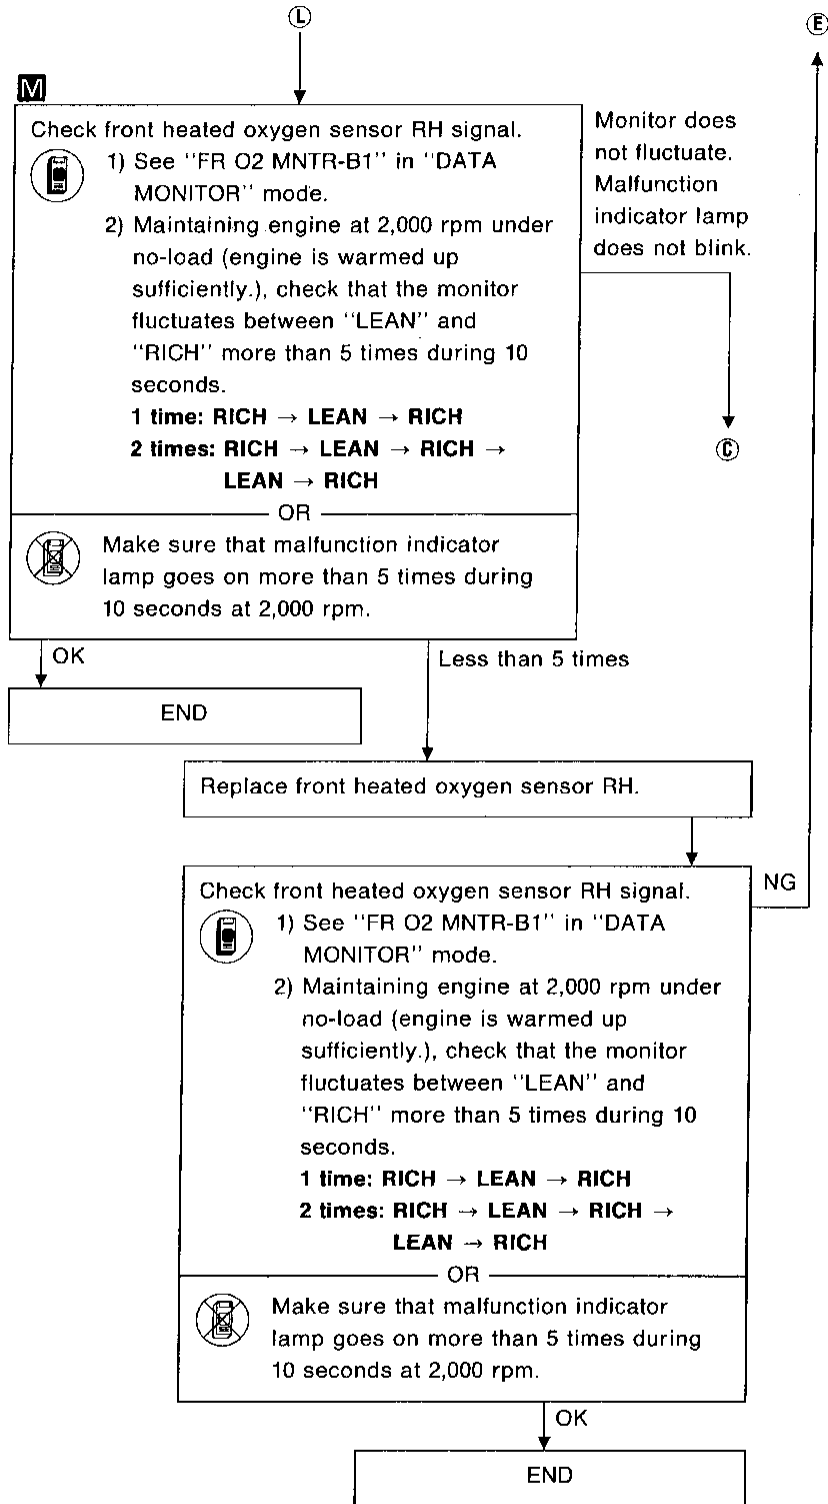 Ⓛ
Ⓔ
M
Check front heated oxygen sensor RH signal.
1) See "FR O2 MNTR-B1" in "DATA
MONITOR" mode.
2) Maintaining engine at 2,000 rpm under
no-load (engine is warmed up
sufficiently.), check that the monitor
fluctuates between "LEAN" and
"RICH" more than 5 times during 10
seconds.
1 time: RICH → LEAN → RICH
2 times: RICH → LEAN → RICH →
LEAN → RICH
OR
Make sure that malfunction indicator
lamp goes on more than 5 times during
10 seconds at 2,000 rpm.
Monitor does
not fluctuate.
Malfunction
indicator lamp
does not blink.
Ⓒ
OK
END
Less than 5 times
Replace front heated oxygen sensor RH.
Check front heated oxygen sensor RH signal.
1) See "FR O2 MNTR-B1" in "DATA
MONITOR" mode.
2) Maintaining engine at 2,000 rpm under
no-load (engine is warmed up
sufficiently.), check that the monitor
fluctuates between "LEAN" and
"RICH" more than 5 times during 10
seconds.
1 time: RICH → LEAN → RICH
2 times: RICH → LEAN → RICH →
LEAN → RICH
OR
Make sure that malfunction indicator
lamp goes on more than 5 times during
10 seconds at 2,000 rpm.
NG
OK
END